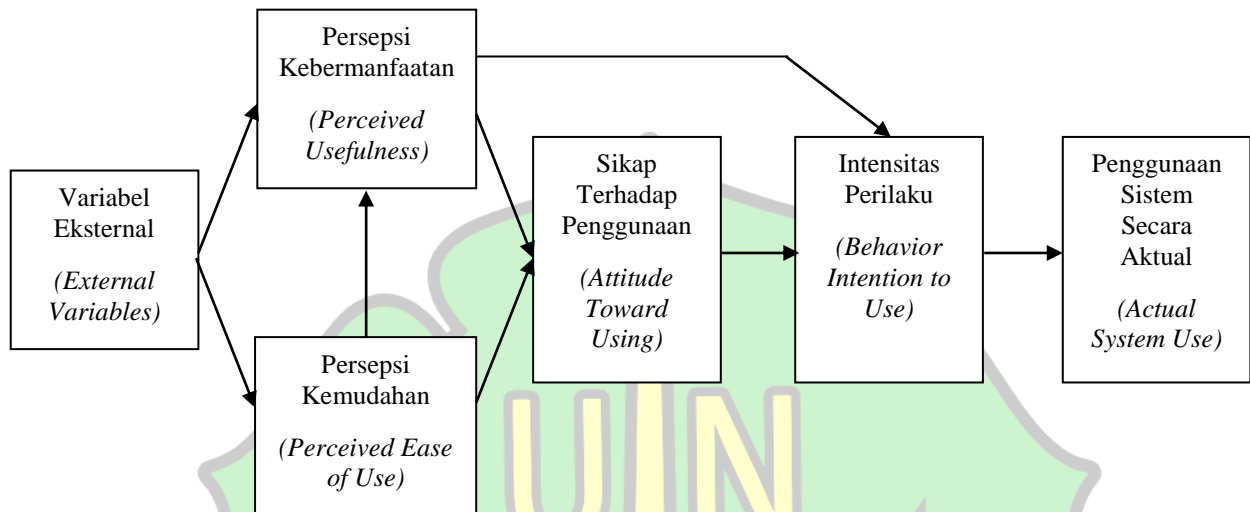 Persepsi
Kebermanfaatan
(Perceived
Usefulness)
Variabel
Eksternal
(External
Variables)
Persepsi
Kemudahan
(Perceived Ease
of Use)
Sikap
Terhadap
Penggunaan
(Attitude
Toward
Using)
Intensitas
Perilaku
(Behavior
Intention to
Use)
Penggunaan
Sistem
Secara
Aktual
(Actual
System Use)
UIN